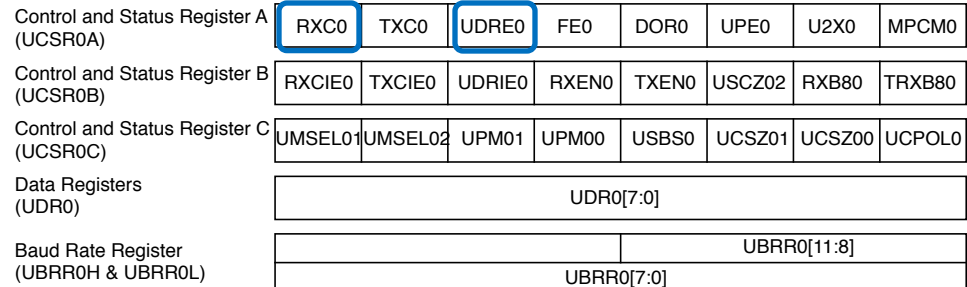 Control and Status Register A
(UCSR0A)
RXC0 TXC0 UDRE0 FE0 DOR0 UPE0 U2X0 MPCM0
Control and Status Register B
(UCSR0B)
RXCIE0 TXCIE0 UDRIE0 RXEN0 TXEN0 USCZ02 RXB80 TRXB80
Control and Status Register C
(UCSR0C)
UMSEL01 UMSEL02 UPM01 UPM00 USBS0 UCSZ01 UCSZ00 UCPOL0
Data Registers
(UDR0)
UDR0[7:0]
Baud Rate Register
(UBRR0H & UBRR0L)
UBRR0[11:8]
UBRR0[7:0]